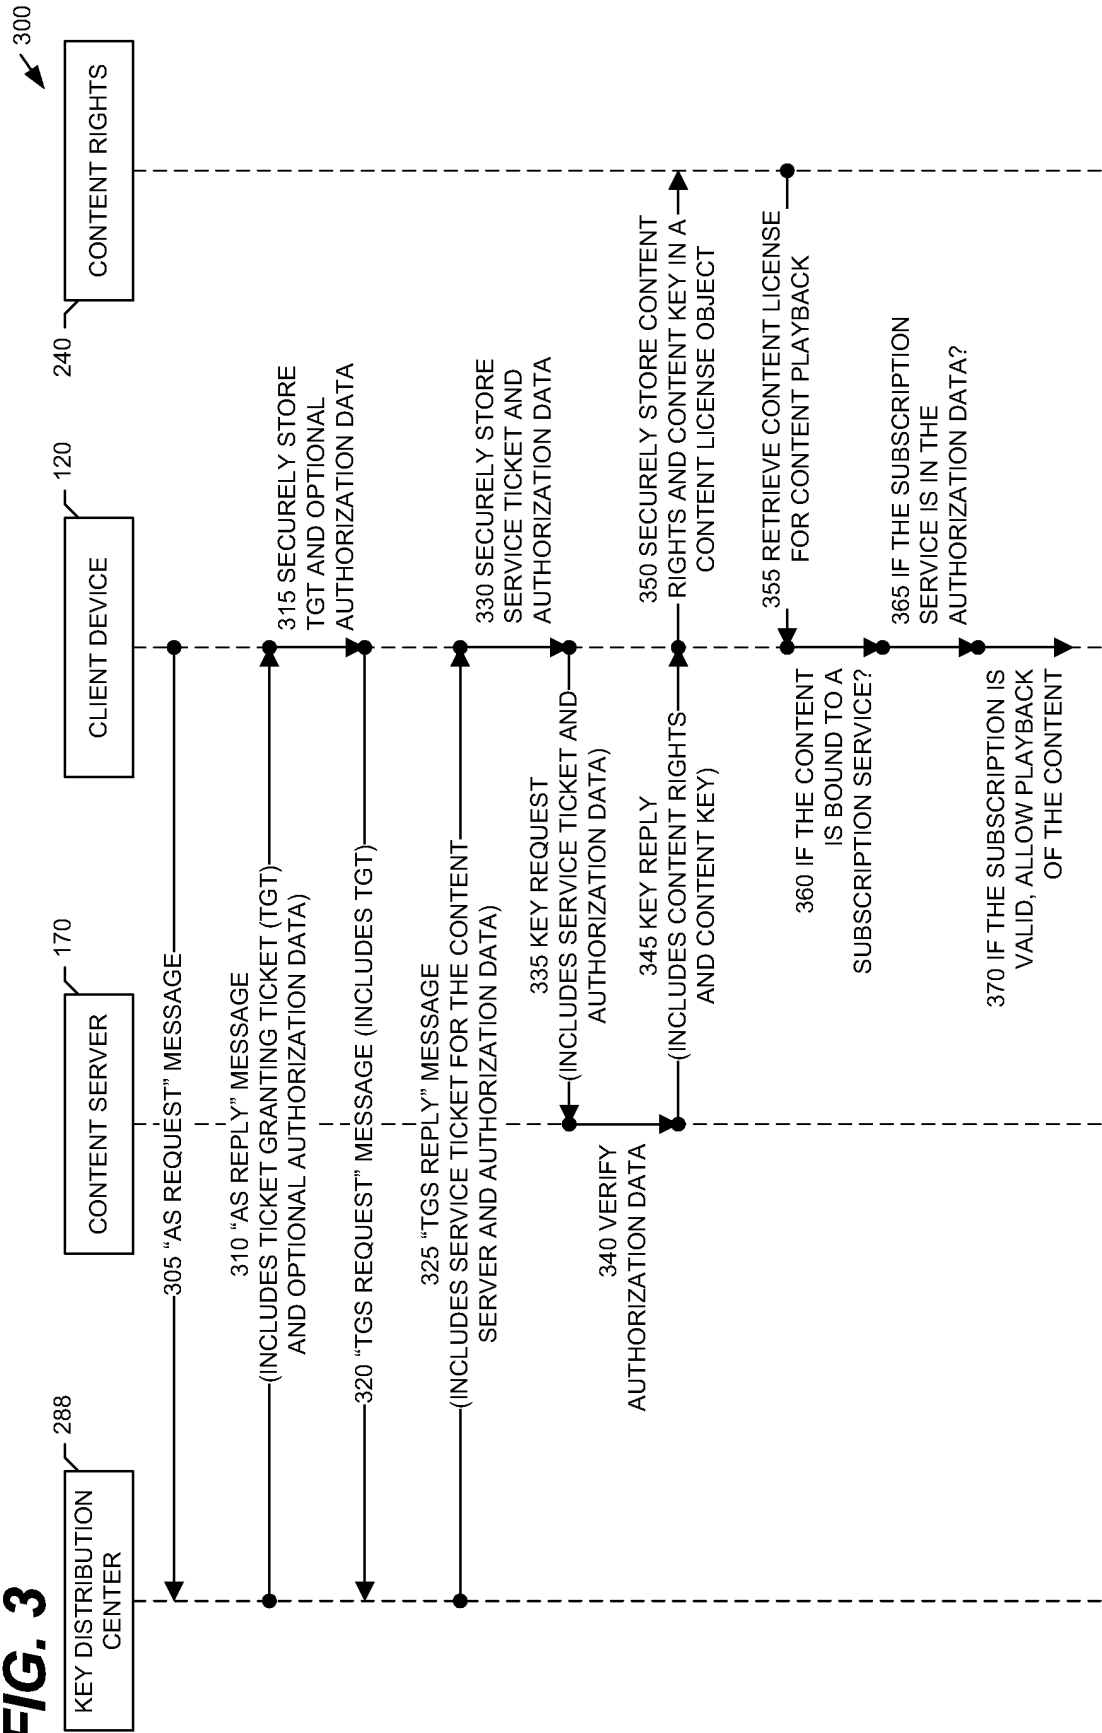 FIG. 3
300
KEY DISTRIBUTION
CENTER
288
CONTENT SERVER
170
CLIENT DEVICE
120
CONTENT RIGHTS
240
305 “AS REQUEST” MESSAGE
310 “AS REPLY” MESSAGE
(INCLUDES TICKET GRANTING TICKET (TGT)
AND OPTIONAL AUTHORIZATION DATA)
315 SECURELY STORE
TGT AND OPTIONAL
AUTHORIZATION DATA
320 “TGS REQUEST” MESSAGE (INCLUDES TGT)
325 “TGS REPLY” MESSAGE
(INCLUDES SERVICE TICKET FOR THE CONTENT
SERVER AND AUTHORIZATION DATA)
330 SECURELY STORE
SERVICE TICKET AND
AUTHORIZATION DATA
335 KEY REQUEST
(INCLUDES SERVICE TICKET AND
AUTHORIZATION DATA)
340 VERIFY
AUTHORIZATION DATA
345 KEY REPLY
(INCLUDES CONTENT RIGHTS
AND CONTENT KEY)
350 SECURELY STORE CONTENT
RIGHTS AND CONTENT KEY IN A
CONTENT LICENSE OBJECT
355 RETRIEVE CONTENT LICENSE
FOR CONTENT PLAYBACK
360 IF THE CONTENT
IS BOUND TO A
SUBSCRIPTION SERVICE?
365 IF THE SUBSCRIPTION
SERVICE IS IN THE
AUTHORIZATION DATA?
370 IF THE SUBSCRIPTION IS
VALID, ALLOW PLAYBACK
OF THE CONTENT